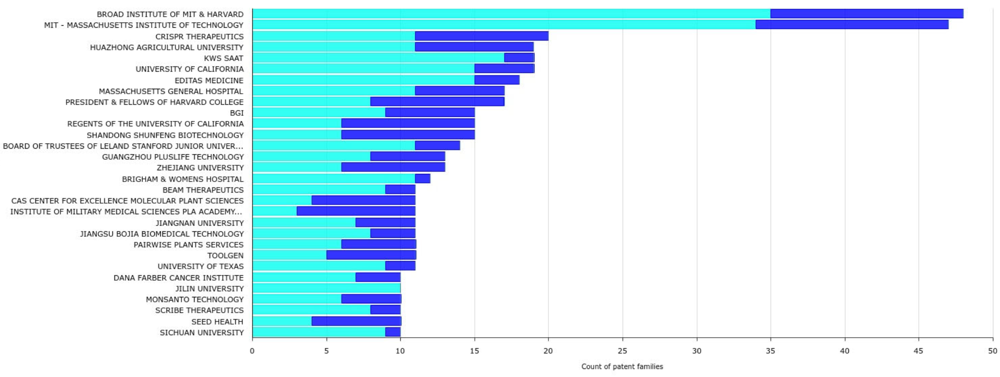 BROAD INSTITUTE OF MIT & HARVARD
MIT - MASSACHUSETTS INSTITUTE OF TECHNOLOGY
CRISPR THERAPEUTICS
HUAZHONG AGRICULTURAL UNIVERSITY
KWS SAAT
UNIVERSITY OF CALIFORNIA
EDITAS MEDICINE
MASSACHUSETTS GENERAL HOSPITAL
PRESIDENT & FELLOWS OF HARVARD COLLEGE
BGI
REGENTS OF THE UNIVERSITY OF CALIFORNIA
SHANDONG SHUNFENG BIOTECHNOLOGY
BOARD OF TRUSTEES OF LELAND STANFORD JUNIOR UNIVER...
GUANGZHOU PLUSLIFE TECHNOLOGY
ZHEJIANG UNIVERSITY
BRIGHAM & WOMENS HOSPITAL
BEAM THERAPEUTICS
CAS CENTER FOR EXCELLENCE MOLECULAR PLANT SCIENCES
INSTITUTE OF MILITARY MEDICAL SCIENCES PLA ACADEMY...
JIANGNAN UNIVERSITY
JIANGSU BOJIA BIOMEDICAL TECHNOLOGY
PAIRWISE PLANTS SERVICES
TOOLGEN
UNIVERSITY OF TEXAS
DANA FARBER CANCER INSTITUTE
JILIN UNIVERSITY
MONSANTO TECHNOLOGY
SCRIBE THERAPEUTICS
SEED HEALTH
SICHUAN UNIVERSITY
0 5 10 15 20 25 30 35 40 45 50
Count of patent families